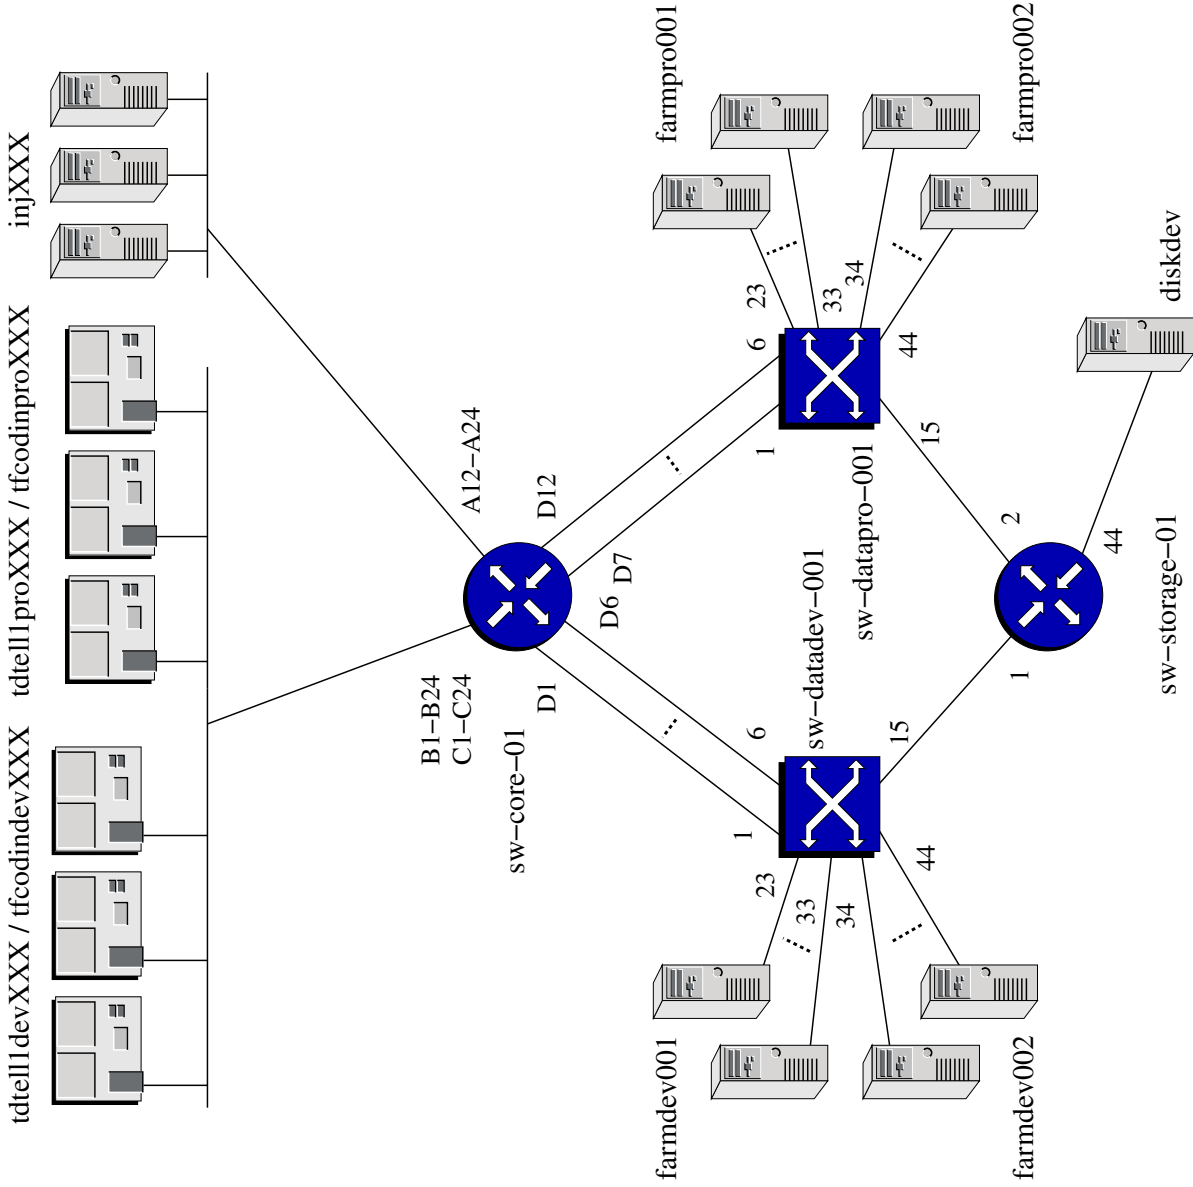 tdtell1devXXX / tfcodindevXXX
tdtell1proXXX / tfcodinproXXX
injXXX
B1−B24
C1−C24
A12−A24
sw−core−01
D1
D6
D7
D12
1
6
1
6
sw−datadev−001
sw−datapro−001
23
33
34
44
23
33
34
44
farmdev001
farmdev002
farmpro001
farmpro002
15
15
1
2
44
sw−storage−01
diskdev